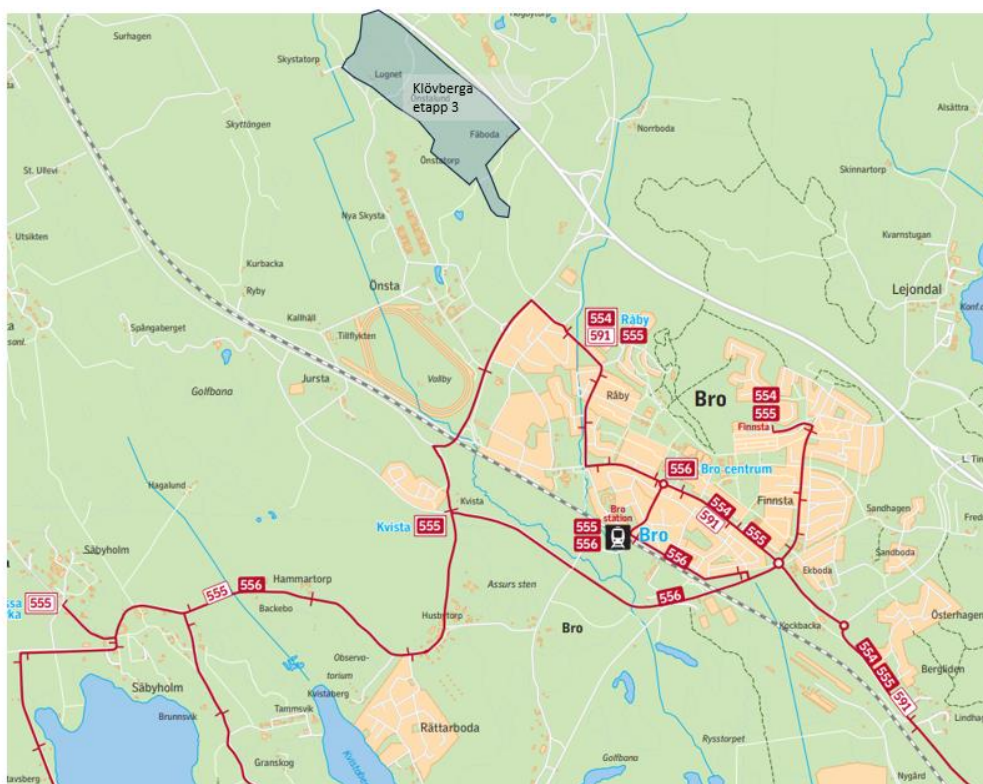 Surhagen
Högbytorp
Skystatorp
Lugnet
Klövberga
etapp 3
Önstalund
Fäboda
Alsättra
Norrboda
Skyttängen
Önstatorp
St. Ullevi
Skinnartorp
Nya Skysta
Utsikten
Kvarnstugan
Kurbacka
Önsta
Lejondal
Ryby
Kallhäll
554 Råby
591 555
Spångaberget
Tillflykten
Vallby
Golfbana
Jursta
Råby
Bro
554
555
Finnsta
556 Bro centrum
Hagalund
Kvista
Finnsta
554
591
555
Sandhagen
Kvista 555
Bro
station
555
556
Bro
Säbyholm
556
Sandboda
Ekboda
Hammartorp
Assurs sten
555
555 556
556
Backebo
Husbytorp
Bro
Kockbacka
Österhagen
Observa-
torium
554
555
591
Bergliden
Säbyholm
Kvistaberg
Brunnsvik
Tammsvik
Rättarboda
Rysstorpet
Granskog
Golfbana
Nygård